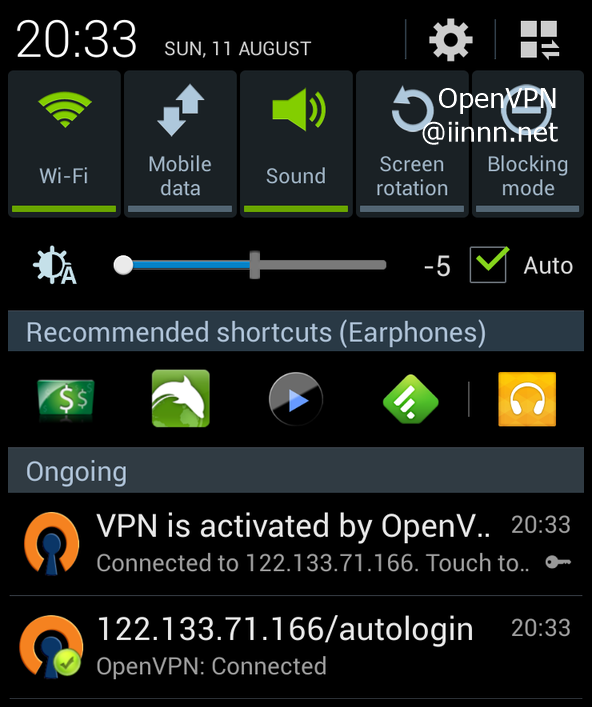 20:33 SUN, 11 AUGUST
OpenVPN
@iinnn.net
Wi-Fi
Mobile
data
Sound
Screen
rotation
Blocking
mode
A
-5 Auto
Recommended shortcuts (Earphones)
$$
Ongoing
VPN is activated by OpenV.. 20:33
Connected to 122.133.71.166. Touch to..
122.133.71.166/autologin 20:33
OpenVPN: Connected